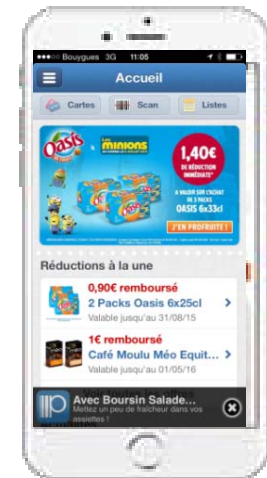 Bouygues 3G 11:05
Accueil
Cartes
Scan
Listes
Oasis
Les
minions
1,40€
DE RÉDUCTION
IMMÉDIATE*
A VALOIR SUR L'ACHAT
DE 3 PACKS
OASIS 6x33cl
J'EN PROFITE !
Réductions à la une
0,90€ remboursé
2 Packs Oasis 6x25cl
Valable jusqu'au 31/08/15
1€ remboursé
Café Moulu Méo Equit...
Valable jusqu'au 01/05/16
Avec Boursin Salade...
Mettez un peu de fraîcheur dans vos
assiettes !